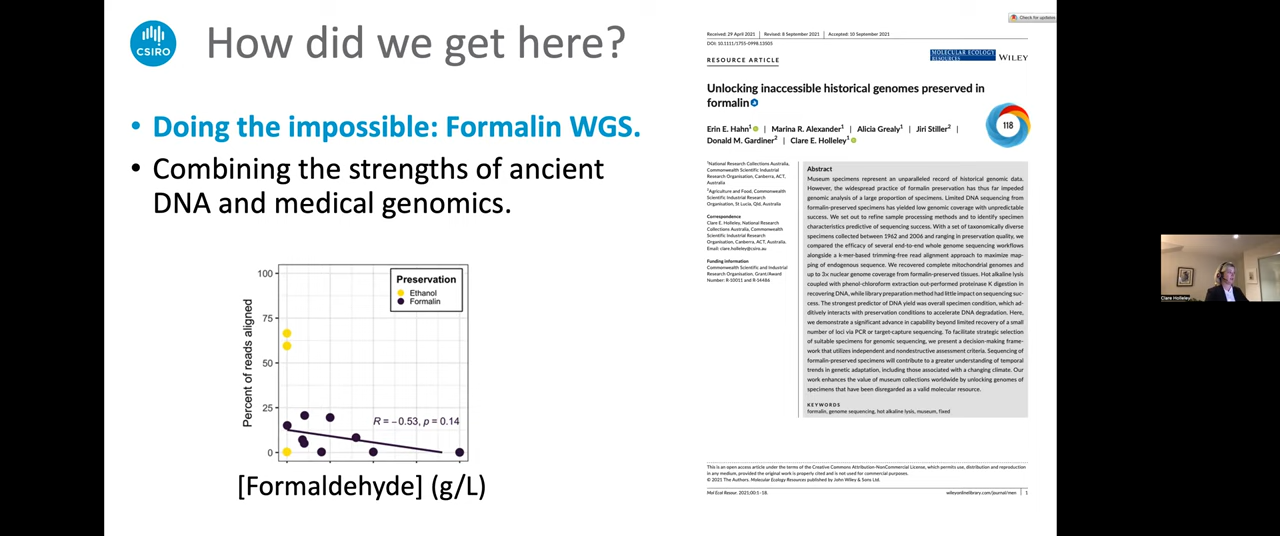 CSIRO
How did we get here?
• Doing the impossible: Formalin WGS.
• Combining the strengths of ancient
DNA and medical genomics.
100
75
50
25
0
Percent of reads aligned
Preservation
Ethanol
Formalin
R = −0.53, p = 0.14
[Formaldehyde] (g/L)
Check for updates
Received: 29 April 2021 | Revised: 8 September 2021 | Accepted: 10 September 2021
DOI: 10.1111/1755-0998.13505
RESOURCE ARTICLE
MOLECULAR ECOLOGY
RESOURCES
WILEY
Unlocking inaccessible historical genomes preserved in
formalin
118
Erin E. Hahn1 | Marina R. Alexander1 | Alicia Grealy1 | Jiri Stiller2 |
Donald M. Gardiner2 | Clare E. Holleley1
1National Research Collections Australia,
Commonwealth Scientific Industrial
Research Organisation, Canberra, ACT,
Australia
2Agriculture and Food, Commonwealth
Scientific Industrial Research
Organisation, St Lucia, Qld, Australia
Correspondence
Clare E. Holleley, National Research
Collections Australia, Commonwealth
Scientific Industrial Research
Organisation, Canberra, ACT, Australia.
Email: clare.holleley@csiro.au
Funding information
Commonwealth Scientific and Industrial
Research Organisation, Grant/Award
Number: R-10011 and R-14486
Abstract
Museum specimens represent an unparalleled record of historical genomic data.
However, the widespread practice of formalin preservation has thus far impeded
genomic analysis of a large proportion of specimens. Limited DNA sequencing from
formalin-preserved specimens has yielded low genomic coverage with unpredictable
success. We set out to refine sample processing methods and to identify specimen
characteristics predictive of sequencing success. With a set of taxonomically diverse
specimens collected between 1962 and 2006 and ranging in preservation quality, we
compared the efficacy of several end-to-end whole genome sequencing workflows
alongside a k-mer-based trimming-free read alignment approach to maximize map-
ping of endogenous sequence. We recovered complete mitochondrial genomes and
up to 3x nuclear genome coverage from formalin-preserved tissues. Hot alkaline lysis
coupled with phenol-chloroform extraction out-performed proteinase K digestion in
recovering DNA, while library preparation method had little impact on sequencing suc-
cess. The strongest predictor of DNA yield was overall specimen condition, which ad-
ditively interacts with preservation conditions to accelerate DNA degradation. Here,
we demonstrate a significant advance in capability beyond limited recovery of a small
number of loci via PCR or target-capture sequencing. To facilitate strategic selection
of suitable specimens for genomic sequencing, we present a decision-making frame-
work that utilizes independent and nondestructive assessment criteria. Sequencing of
formalin-preserved specimens will contribute to a greater understanding of temporal
trends in genetic adaptation, including those associated with a changing climate. Our
work enhances the value of museum collections worldwide by unlocking genomes of
specimens that have been disregarded as a valid molecular resource.
KEYWORDS
formalin, genome sequencing, hot alkaline lysis, museum, fixed
This is an open access article under the terms of the Creative Commons Attribution-NonCommercial License, which permits use, distribution and reproduction
in any medium, provided the original work is properly cited and is not used for commercial purposes.
© 2021 The Authors. Molecular Ecology Resources published by John Wiley & Sons Ltd.
Mol Ecol Resour. 2021;00:1–18.
wileyonlinelibrary.com/journal/men | 1
Clare Holleley